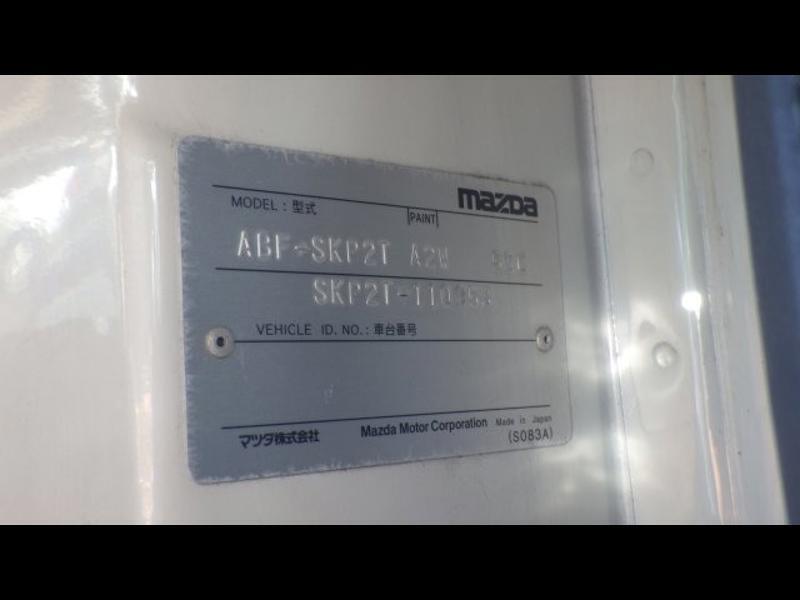 mazda
MODEL : 型式
PAINT
ABF-SKP2T A2W
VEHICLE ID. NO. : 車台番号
マツダ株式会社 Mazda Motor Corporation Made in Japan
(S083A)